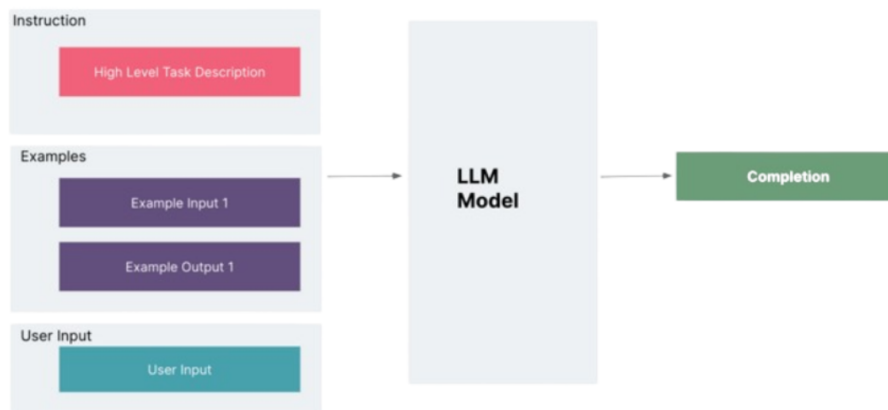 Instruction
High Level Task Description
Examples
Example Input 1
Example Output 1
User Input
User Input
LLM
Model
Completion